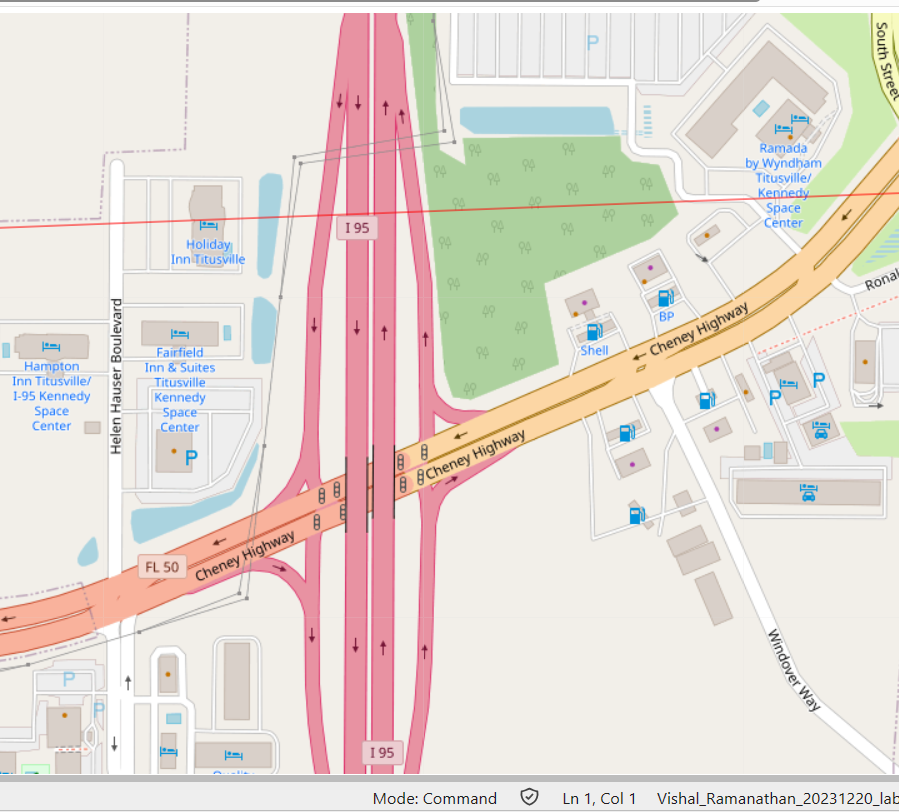 P
South Street
Ramada
by Wyndham
Titusville/
Kennedy
Space
Center
I 95
Holiday
Inn Titusville
Ronal
BP
Cheney Highway
Shell
Helen Hauser Boulevard
Hampton
Inn Titusville/
I-95 Kennedy
Space
Center
Fairfield
Inn & Suites
Titusville
Kennedy
Space
Center
P
P
P
Cheney Highway
Cheney Highway
FL 50
Windover Way
P
P
I 95
Mode: Command
Ln 1, Col 1
Vishal_Ramanathan_20231220_lab